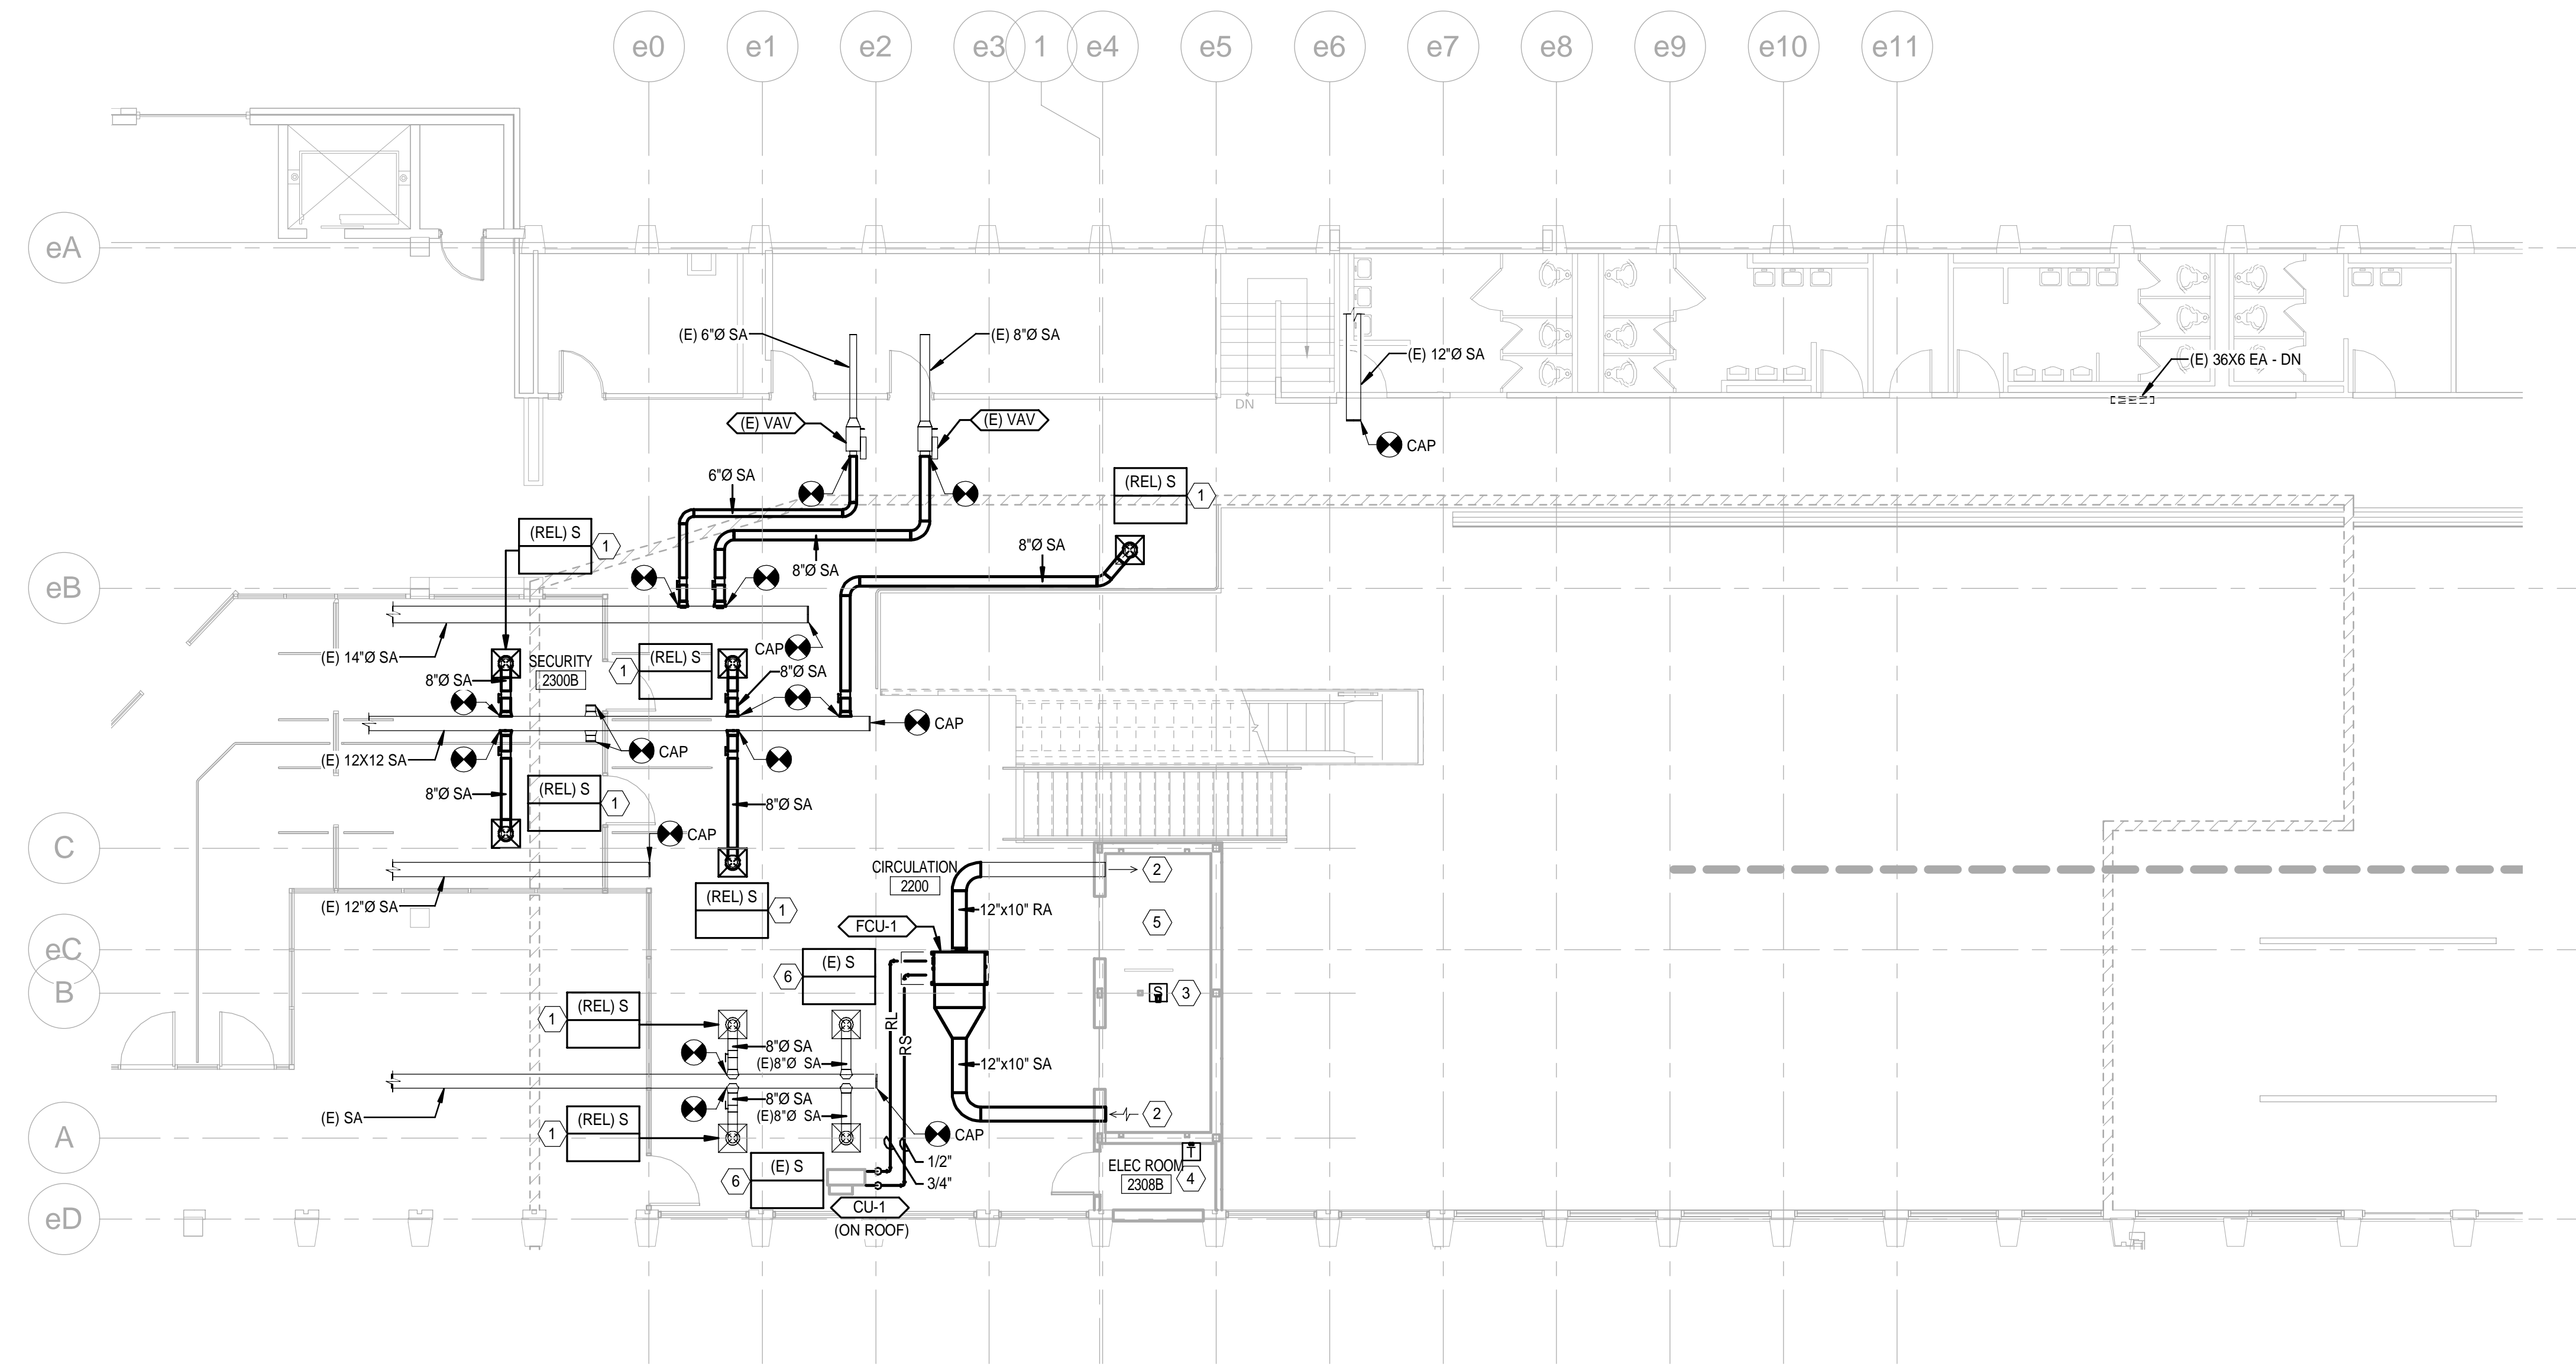 e0 e1 e2 e3 1 e4 e5 e6 e7 e8 e9 e10 e11
eA
(E) 6"Ø SA
(E) 8"Ø SA
(E) 12"Ø SA
(E) 36X6 EA - DN
DN
(E) VAV
(E) VAV
CAP
6"Ø SA
(REL) S
1
(REL) S
1
8"Ø SA
8"Ø SA
eB
(E) 14"Ø SA
CAP
SECURITY
2300B
(REL) S
1
8"Ø SA
8"Ø SA
CAP
CAP
(E) 12X12 SA
8"Ø SA
(REL) S
1
8"Ø SA
CAP
C
CIRCULATION
2200
2
(E) 12"Ø SA
(REL) S
1
12"x10" RA
5
FCU-1
eC
(E) S
6
B
3
S
(REL) S
1
RL
RS
8"Ø SA
(E)8"Ø SA
12"x10" SA
8"Ø SA
(E)8"Ø SA
2
(E) SA
(REL) S
1
A
CAP
T
1/2"
3/4"
(E) S
6
ELEC ROOM
2308B
4
CU-1
(ON ROOF)
eD